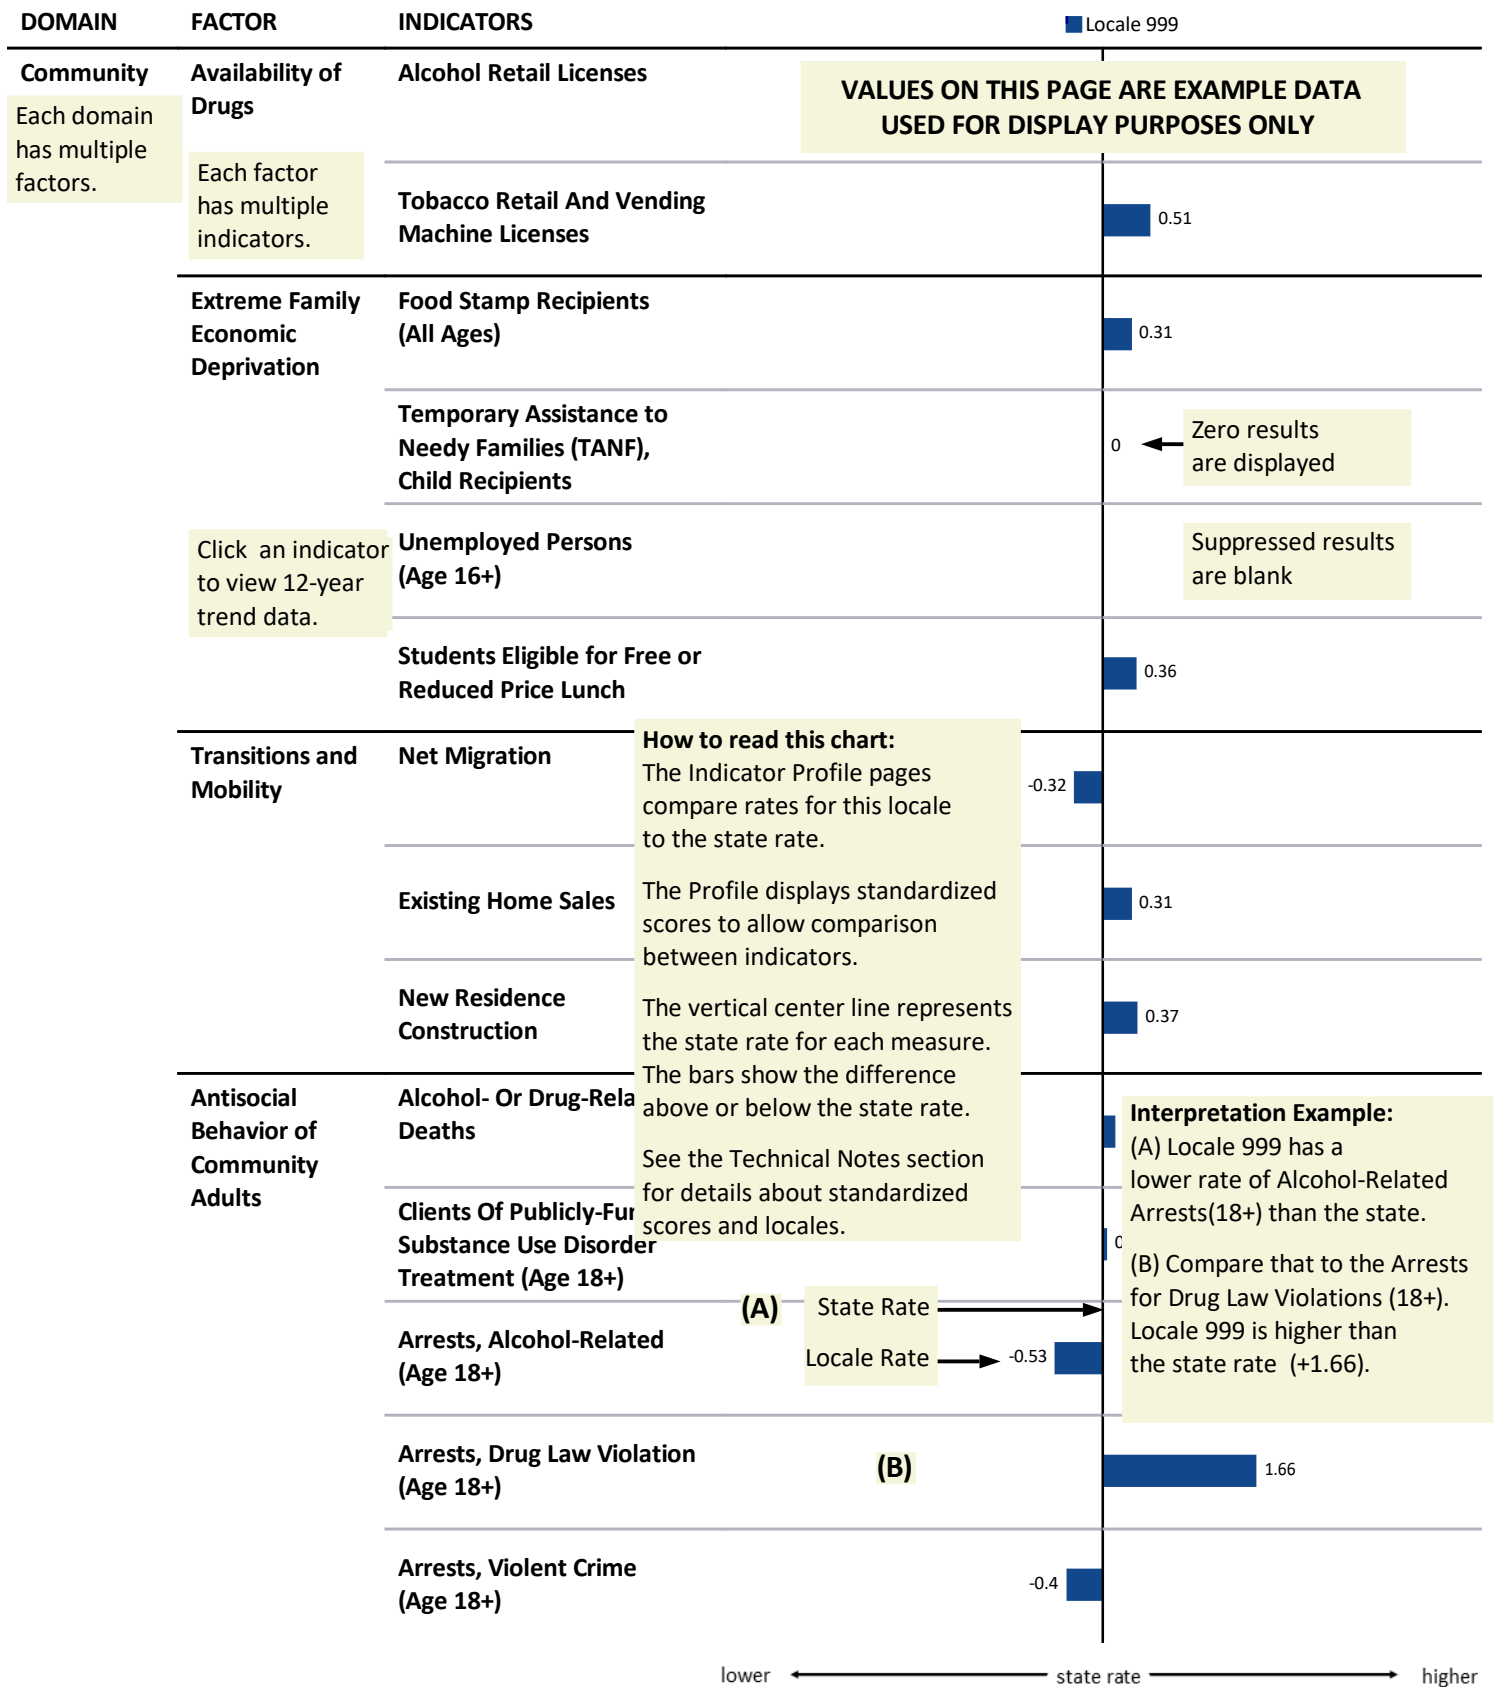 DOMAIN FACTOR INDICATORS
Locale 999
Community
Each domain
has multiple
factors.
Availability of
Drugs
Each factor
has multiple
indicators.
Alcohol Retail Licenses
VALUES ON THIS PAGE ARE EXAMPLE DATA
USED FOR DISPLAY PURPOSES ONLY
Tobacco Retail And Vending
Machine Licenses
0.51
Extreme Family
Economic
Deprivation
Food Stamp Recipients
(All Ages)
0.31
Temporary Assistance to
Needy Families (TANF),
Child Recipients
0
Zero results
are displayed
Click an indicator
to view 12-year
trend data.
Unemployed Persons
(Age 16+)
Suppressed results
are blank
Students Eligible for Free or
Reduced Price Lunch
0.36
Transitions and
Mobility
Net Migration
-0.32
How to read this chart:
The Indicator Profile pages
compare rates for this locale
to the state rate.
The Profile displays standardized
scores to allow comparison
between indicators.
The vertical center line represents
the state rate for each measure.
The bars show the difference
above or below the state rate.
See the Technical Notes section
for details about standardized
scores and locales.
Existing Home Sales
0.31
New Residence
Construction
0.37
Antisocial
Behavior of
Community
Adults
Alcohol- Or
Deaths
Interpretation Example:
(A) Locale 999 has a
lower rate of Alcohol-Related
Arrests(18+) than the state.
(B) Compare that to the Arrests
for Drug Law Violations (18+).
Locale 999 is higher than
the state rate (+1.66).
Clients Of
Substance Use Disorder
Treatment (Age 18+)
(A)
State Rate
Locale Rate
Arrests, Alcohol-Related
(Age 18+)
-0.53
Arrests, Drug Law Violation
(Age 18+)
(B)
1.66
Arrests, Violent Crime
(Age 18+)
-0.4
lower state rate higher